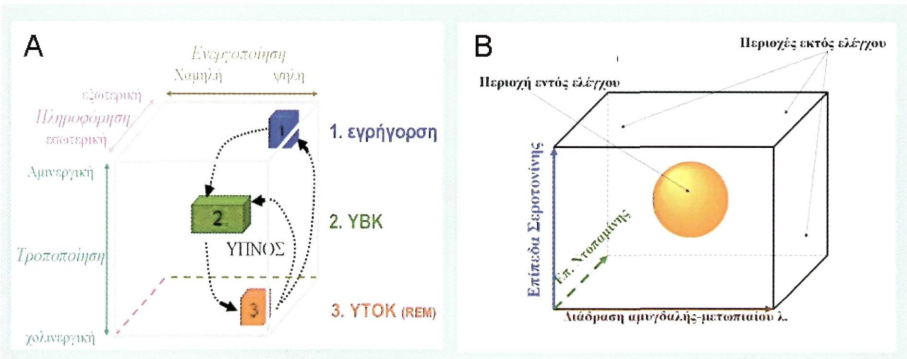 A
Ενεργοποίηση
Χαμηλή
ψηλη
εξωτερική
Πληροφόρηση
εσωτερική
Αμινεργική
Τροποποίηση
χολινεργική
1
1. εγρήγορση
2
2. ΥΒΚ
ΥΠΝΟΣ
3
3. ΥΤΟΚ (REM)
B
Περιοχές εκτός ελέγχου
Περιοχή εντός ελέγχου
Επίπεδα Σεροτονίνης
Επ. Ντοπαμίνης
Διάδραση αμυγδαλής-μετωπιαίου λ.